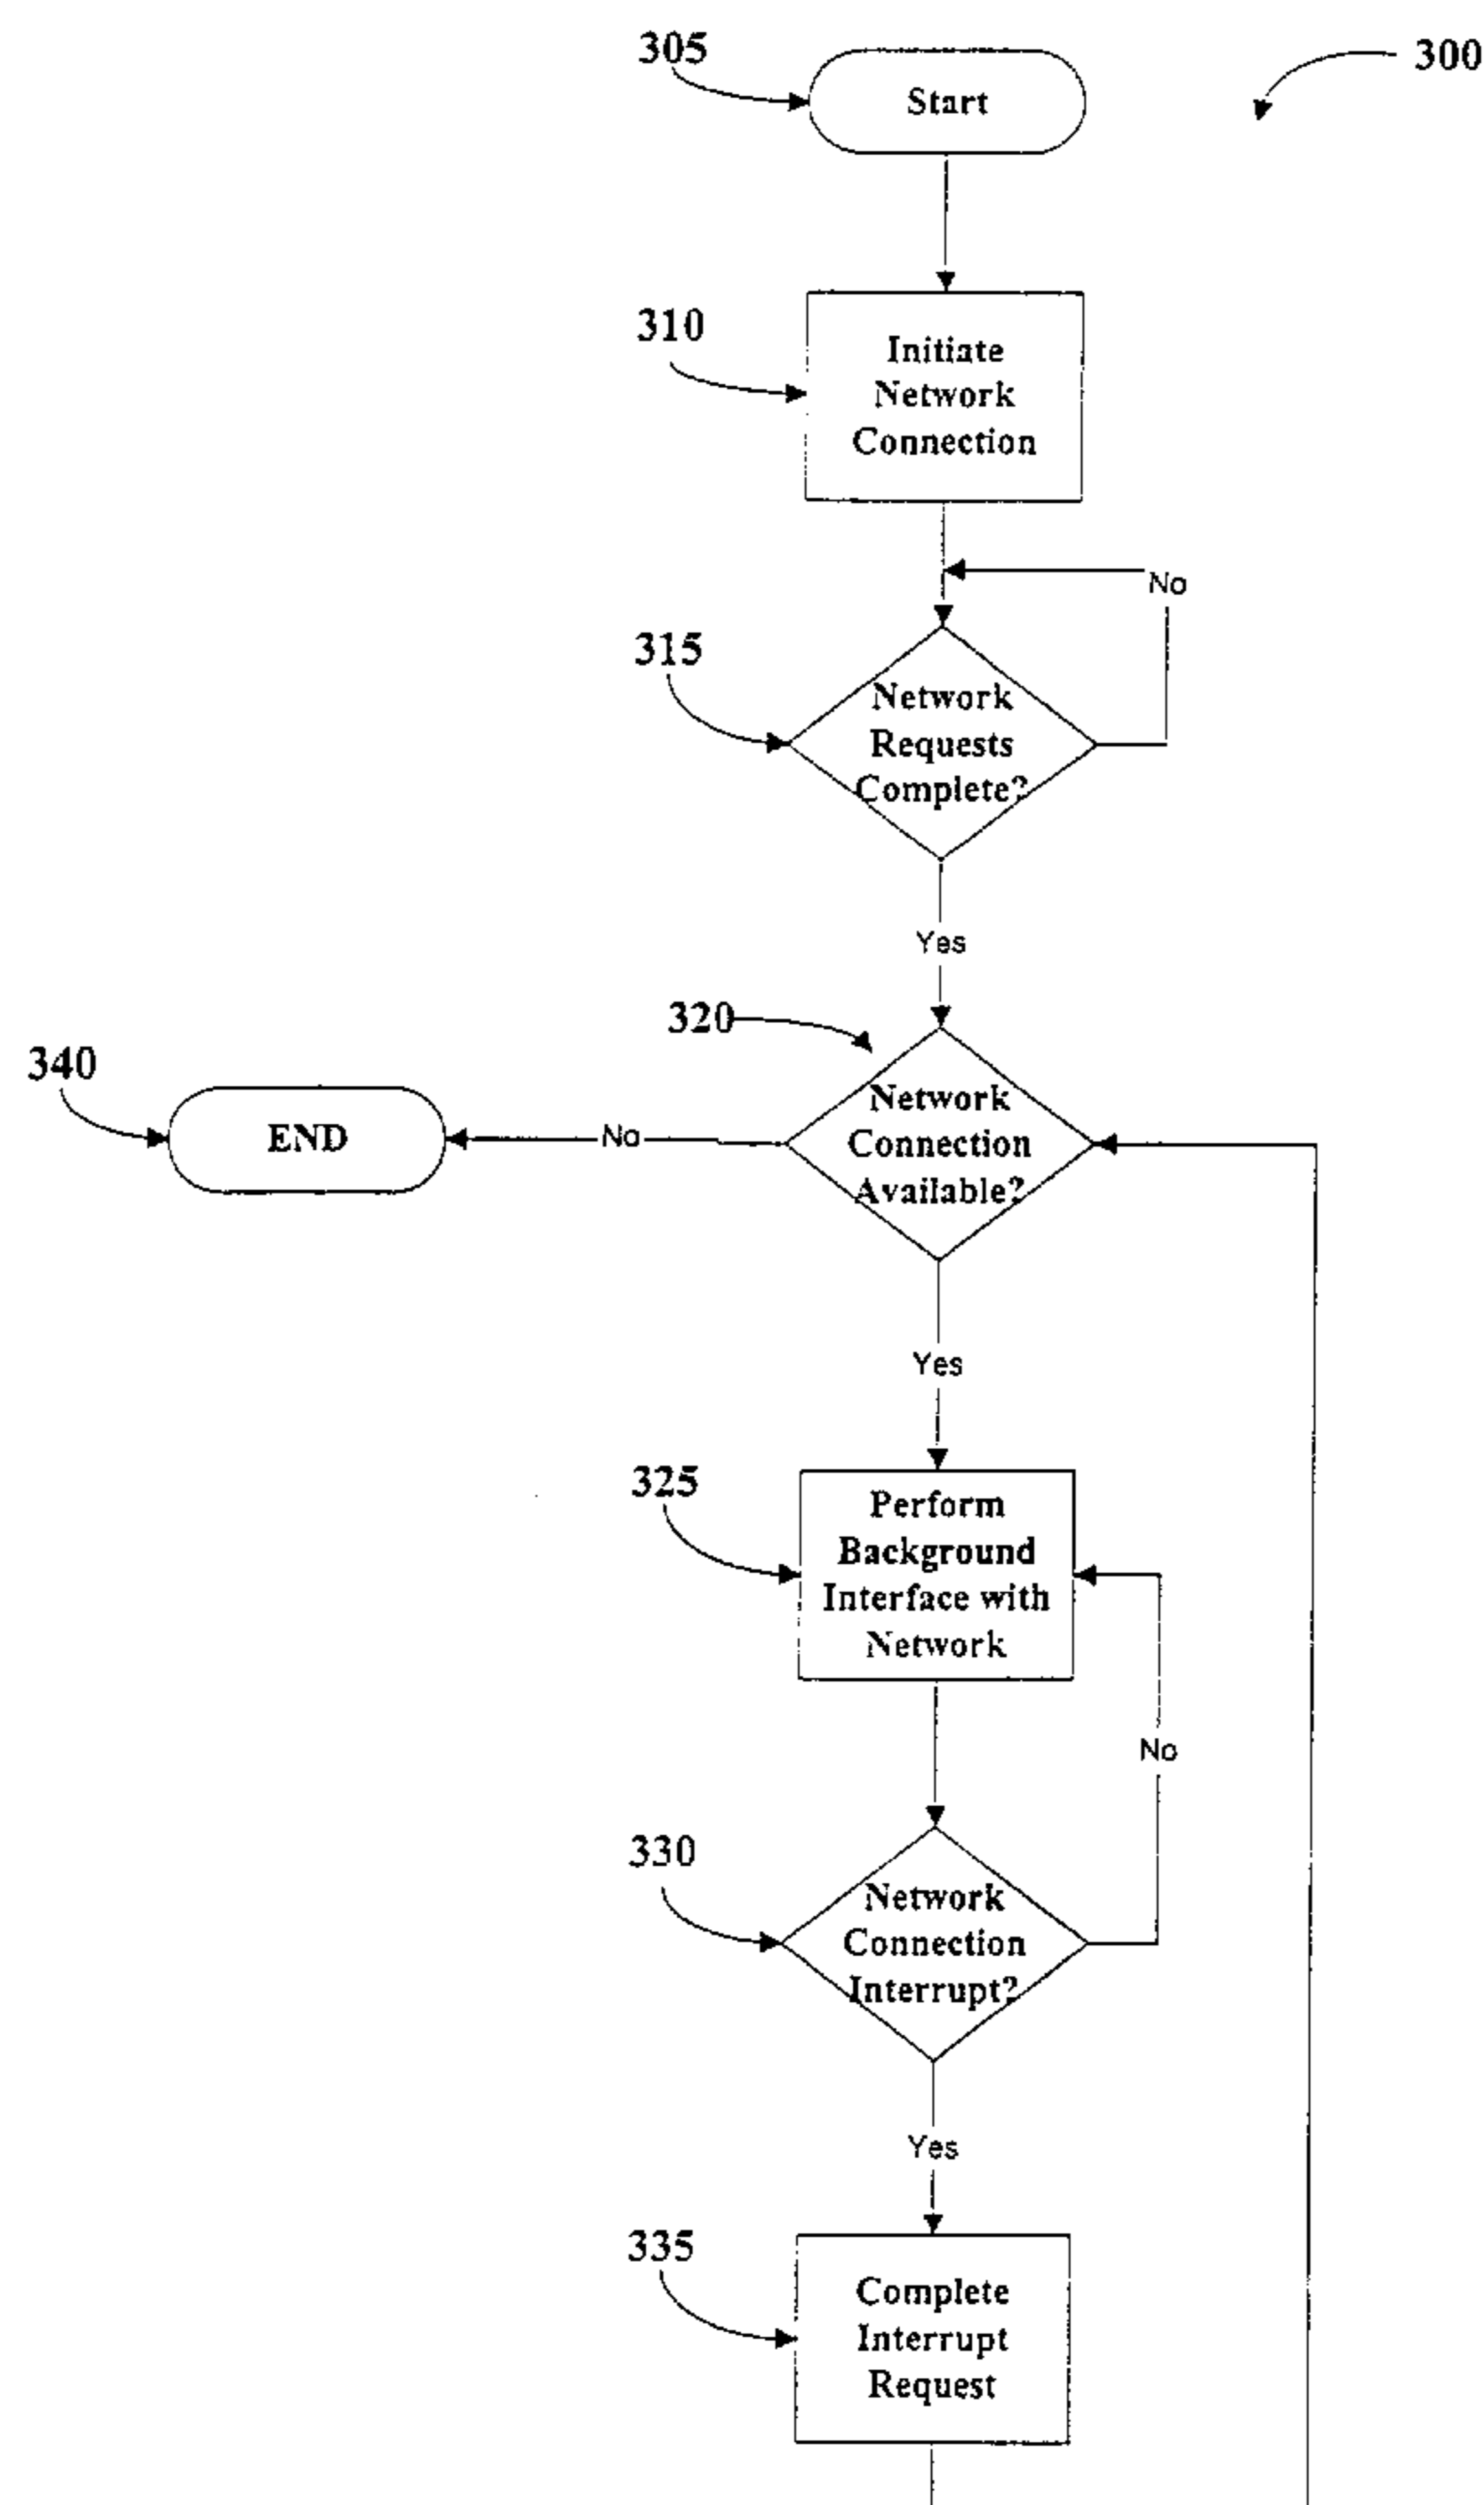 305
Start
300
310
Initiate
Network
Connection
No
315
Network
Requests
Complete?
Yes
320
340
END
No
Network
Connection
Available?
Yes
325
Perform
Background
Interface with
Network
No
330
Network
Connection
Interrupt?
Yes
335
Complete
Interrupt
Request